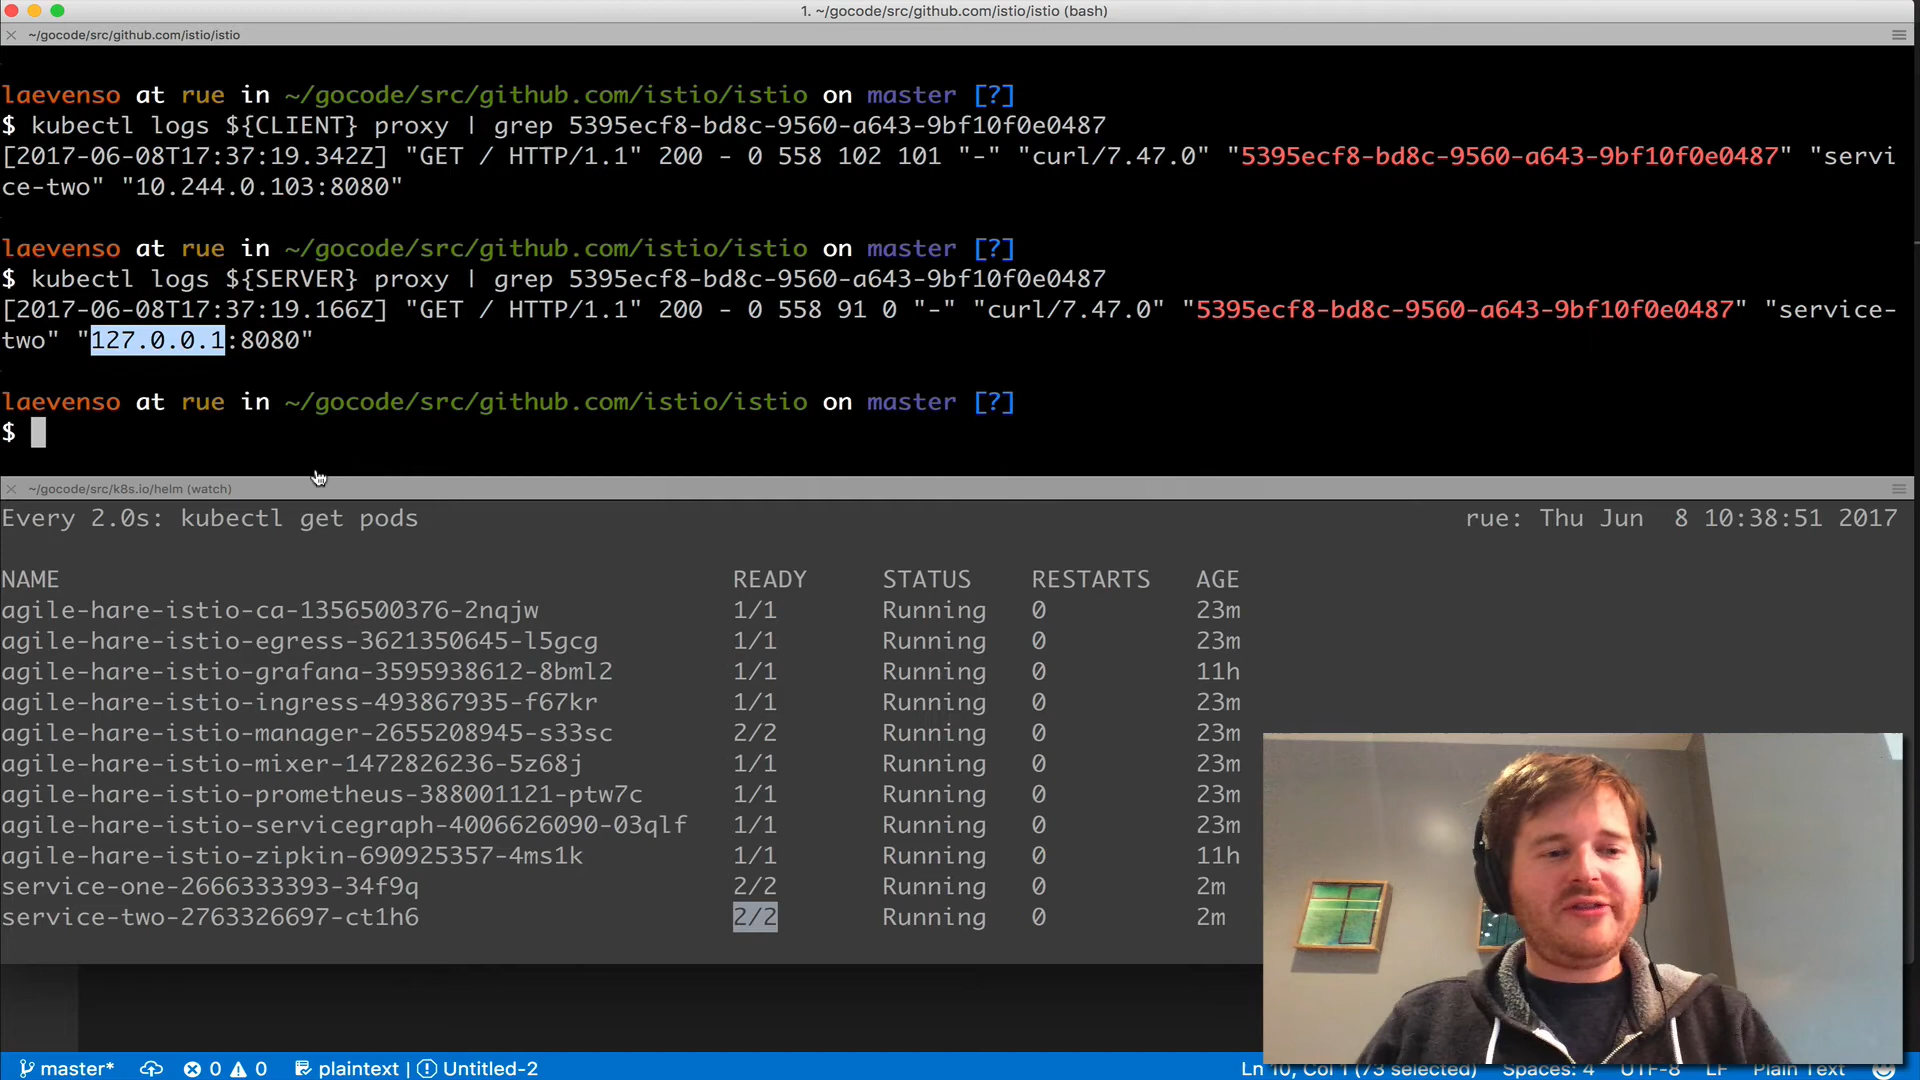 1. ~/gocode/src/github.com/istio/istio (bash)
~/gocode/src/github.com/istio/istio
laevenso at rue in ~/gocode/src/github.com/istio/istio on master [?]
$ kubectl logs ${CLIENT} proxy | grep 5395ecf8-bd8c-9560-a643-9bf10f0e0487
[2017-06-08T17:37:19.342Z] "GET / HTTP/1.1" 200 - 0 558 102 101 "-" "curl/7.47.0" "5395ecf8-bd8c-9560-a643-9bf10f0e0487" "servi
ce-two" "10.244.0.103:8080"
laevenso at rue in ~/gocode/src/github.com/istio/istio on master [?]
$ kubectl logs ${SERVER} proxy | grep 5395ecf8-bd8c-9560-a643-9bf10f0e0487
[2017-06-08T17:37:19.166Z] "GET / HTTP/1.1" 200 - 0 558 91 0 "-" "curl/7.47.0" "5395ecf8-bd8c-9560-a643-9bf10f0e0487" "service-
two" "127.0.0.1:8080"
laevenso at rue in ~/gocode/src/github.com/istio/istio on master [?]
$
~/gocode/src/k8s.io/helm (watch)
Every 2.0s: kubectl get pods rue: Thu Jun 8 10:38:51 2017
NAME READY STATUS RESTARTS AGE
agile-hare-istio-ca-1356500376-2nqjw 1/1 Running 0 23m
agile-hare-istio-egress-3621350645-l5gcg 1/1 Running 0 23m
agile-hare-istio-grafana-3595938612-8bml2 1/1 Running 0 11h
agile-hare-istio-ingress-493867935-f67kr 1/1 Running 0 23m
agile-hare-istio-manager-2655208945-s33sc 2/2 Running 0 23m
agile-hare-istio-mixer-1472826236-5z68j 1/1 Running 0 23m
agile-hare-istio-prometheus-388001121-ptw7c 1/1 Running 0 23m
agile-hare-istio-servicegraph-4006626090-03qlf 1/1 Running 0 23m
agile-hare-istio-zipkin-690925357-4ms1k 1/1 Running 0 11h
service-one-2666333393-34f9q 2/2 Running 0 2m
service-two-2763326697-ct1h6 2/2 Running 0 2m
master* 0 0 plaintext | Untitled-2 Ln 10, Col 1 (73 selected) Spaces: 4 UTF-8 LF Plain Text